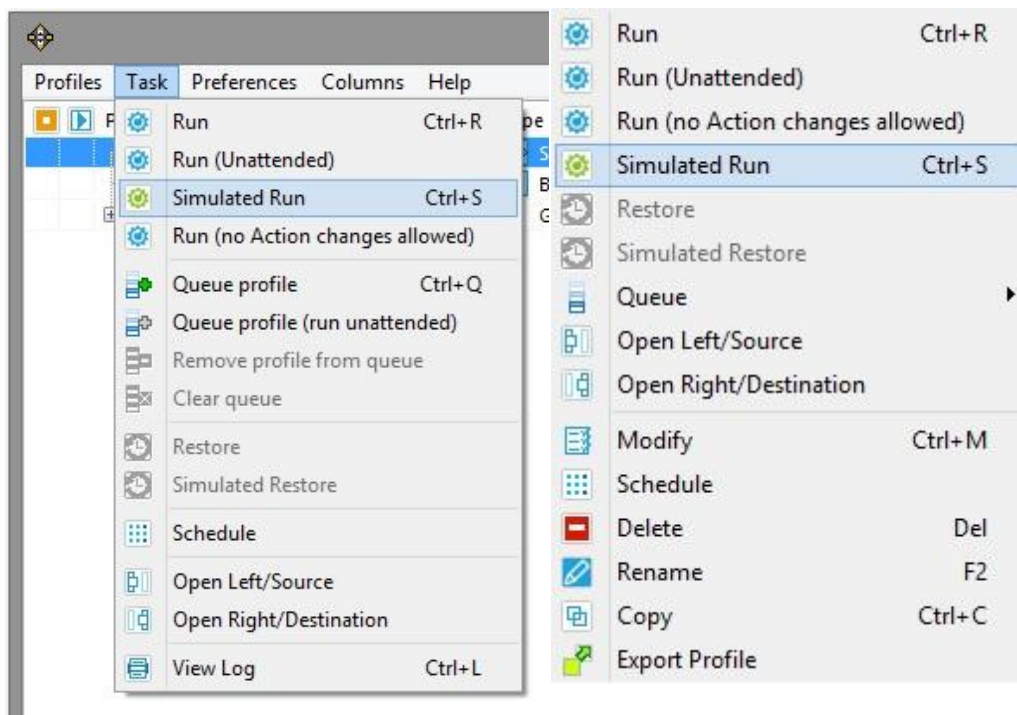 Profiles Task Preferences Columns Help
Run Ctrl+R
Run (Unattended)
Simulated Run Ctrl+S
Run (no Action changes allowed)
Queue profile Ctrl+Q
Queue profile (run unattended)
Remove profile from queue
Clear queue
Restore
Simulated Restore
Schedule
Open Left/Source
Open Right/Destination
View Log Ctrl+L
Run Ctrl+R
Run (Unattended)
Run (no Action changes allowed)
Simulated Run Ctrl+S
Restore
Simulated Restore
Queue
Open Left/Source
Open Right/Destination
Modify Ctrl+M
Schedule
Delete Del
Rename F2
Copy Ctrl+C
Export Profile